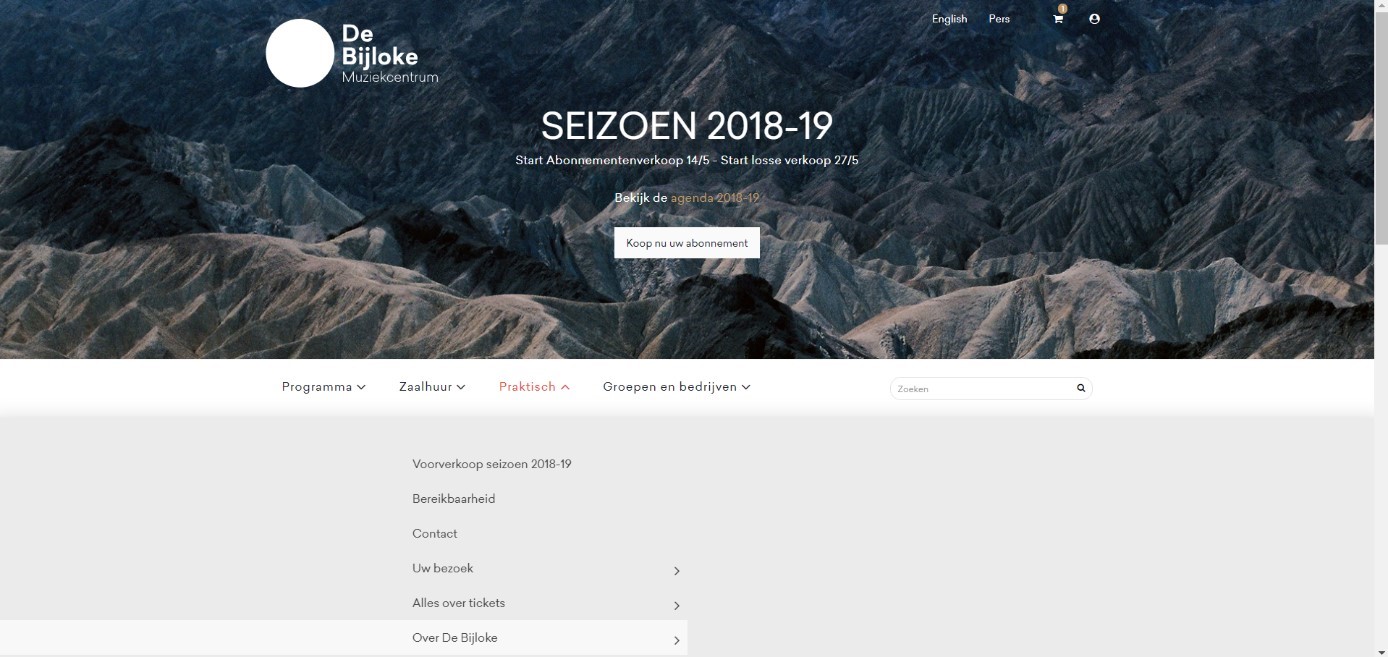 English Pers 1
De
Bijloke
Muziekcentrum
SEIZOEN 2018-19
Start Abonnementenverkoop 14/5 - Start losse verkoop 27/5
Bekijk de agenda 2018-19
Koop nu uw abonnement
Programma Zaalhuur Praktisch Groepen en bedrijven Zoeken
Voorverkoop seizoen 2018-19
Bereikbaarheid
Contact
Uw bezoek
Alles over tickets
Over De Bijloke